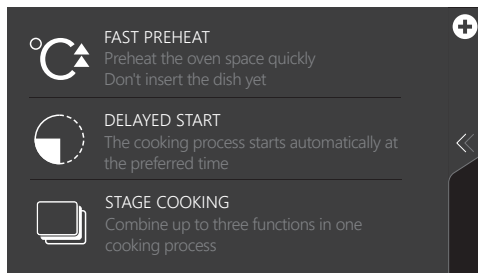 °C
FAST PREHEAT
Preheat the oven space quickly
Don't insert the dish yet
DELAYED START
The cooking process starts automatically at
the preferred time
STAGE COOKING
Combine up to three functions in one
cooking process